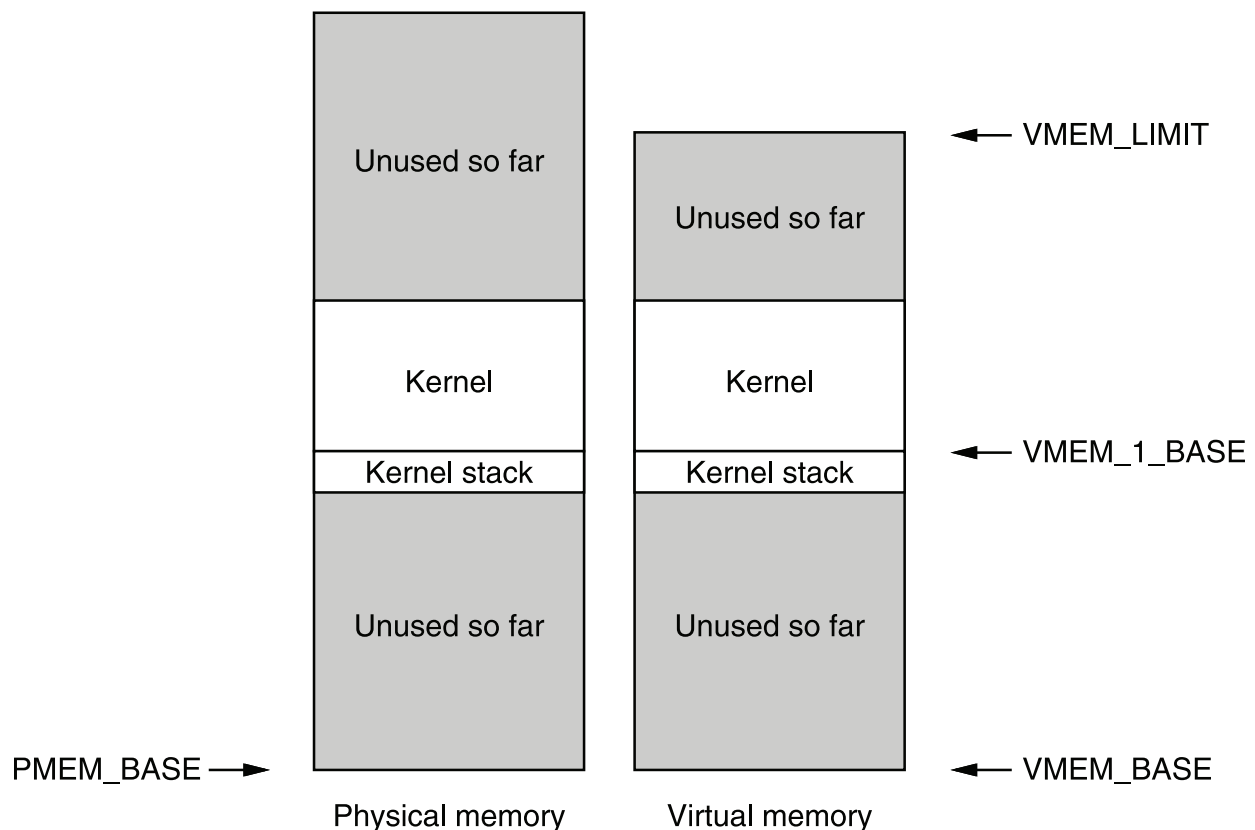 Unused so far
VMEM_LIMIT
Unused so far
Kernel
Kernel
VMEM_1_BASE
Kernel stack
Kernel stack
Unused so far
Unused so far
PMEM_BASE
VMEM_BASE
Physical memory
Virtual memory